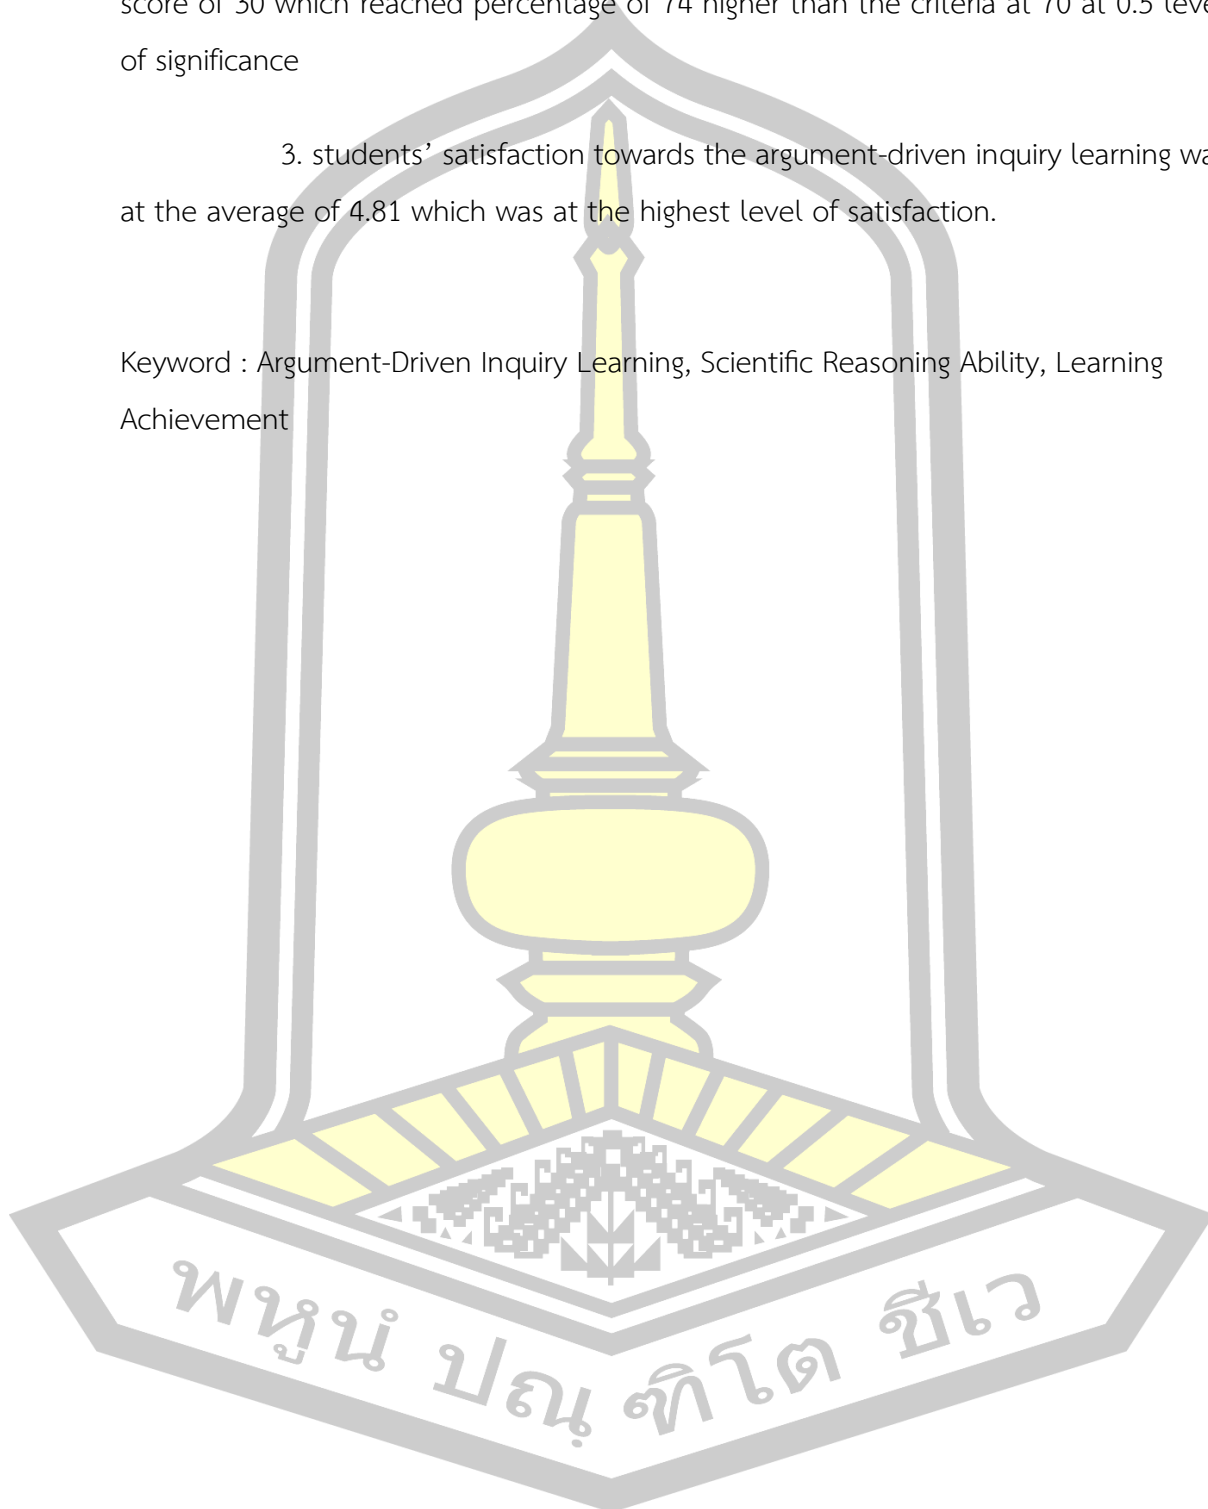 score of 30 which reached percentage of 74 higher than the criteria at 70 at 0.5
of significance
3. students’ satisfaction towards the argument-driven inquiry learning
at the average of 4.81 which was at the highest level of satisfaction.
Keyword : Argument-Driven Inquiry Learning, Scientific Reasoning Ability, Learning
Achievement
พหูนํ ปณฺฑิโต ชีเว